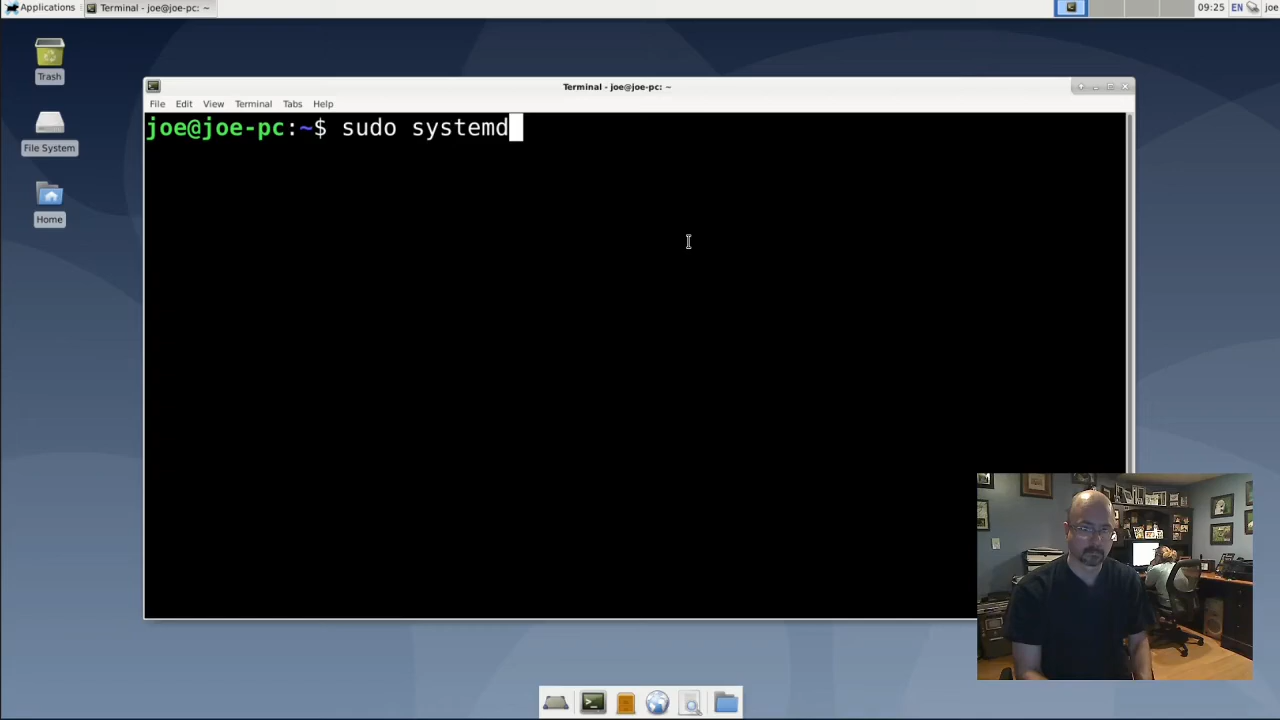 Applications
Terminal - joe@joe-pc: ~
09:25
EN
joe
Trash
File System
Home
Terminal - joe@joe-pc: ~
File Edit View Terminal Tabs Help
joe@joe-pc:~$ sudo systemd